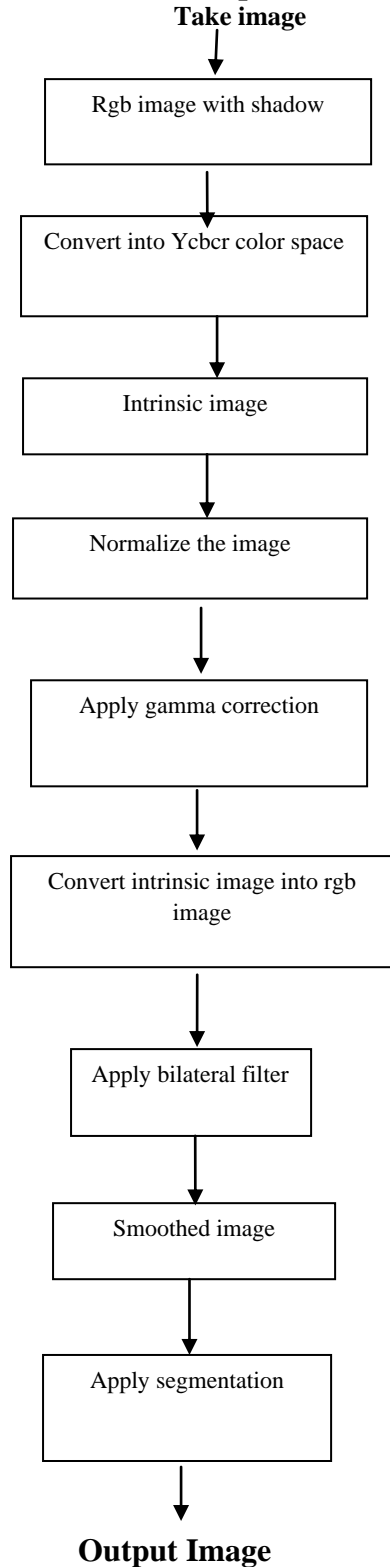 Take image
Rgb image with shadow
Convert into Ycbcr color space
Intrinsic image
Normalize the image
Apply gamma correction
Convert intrinsic image into rgb
image
Apply bilateral filter
Smoothed image
Apply segmentation
Output Image